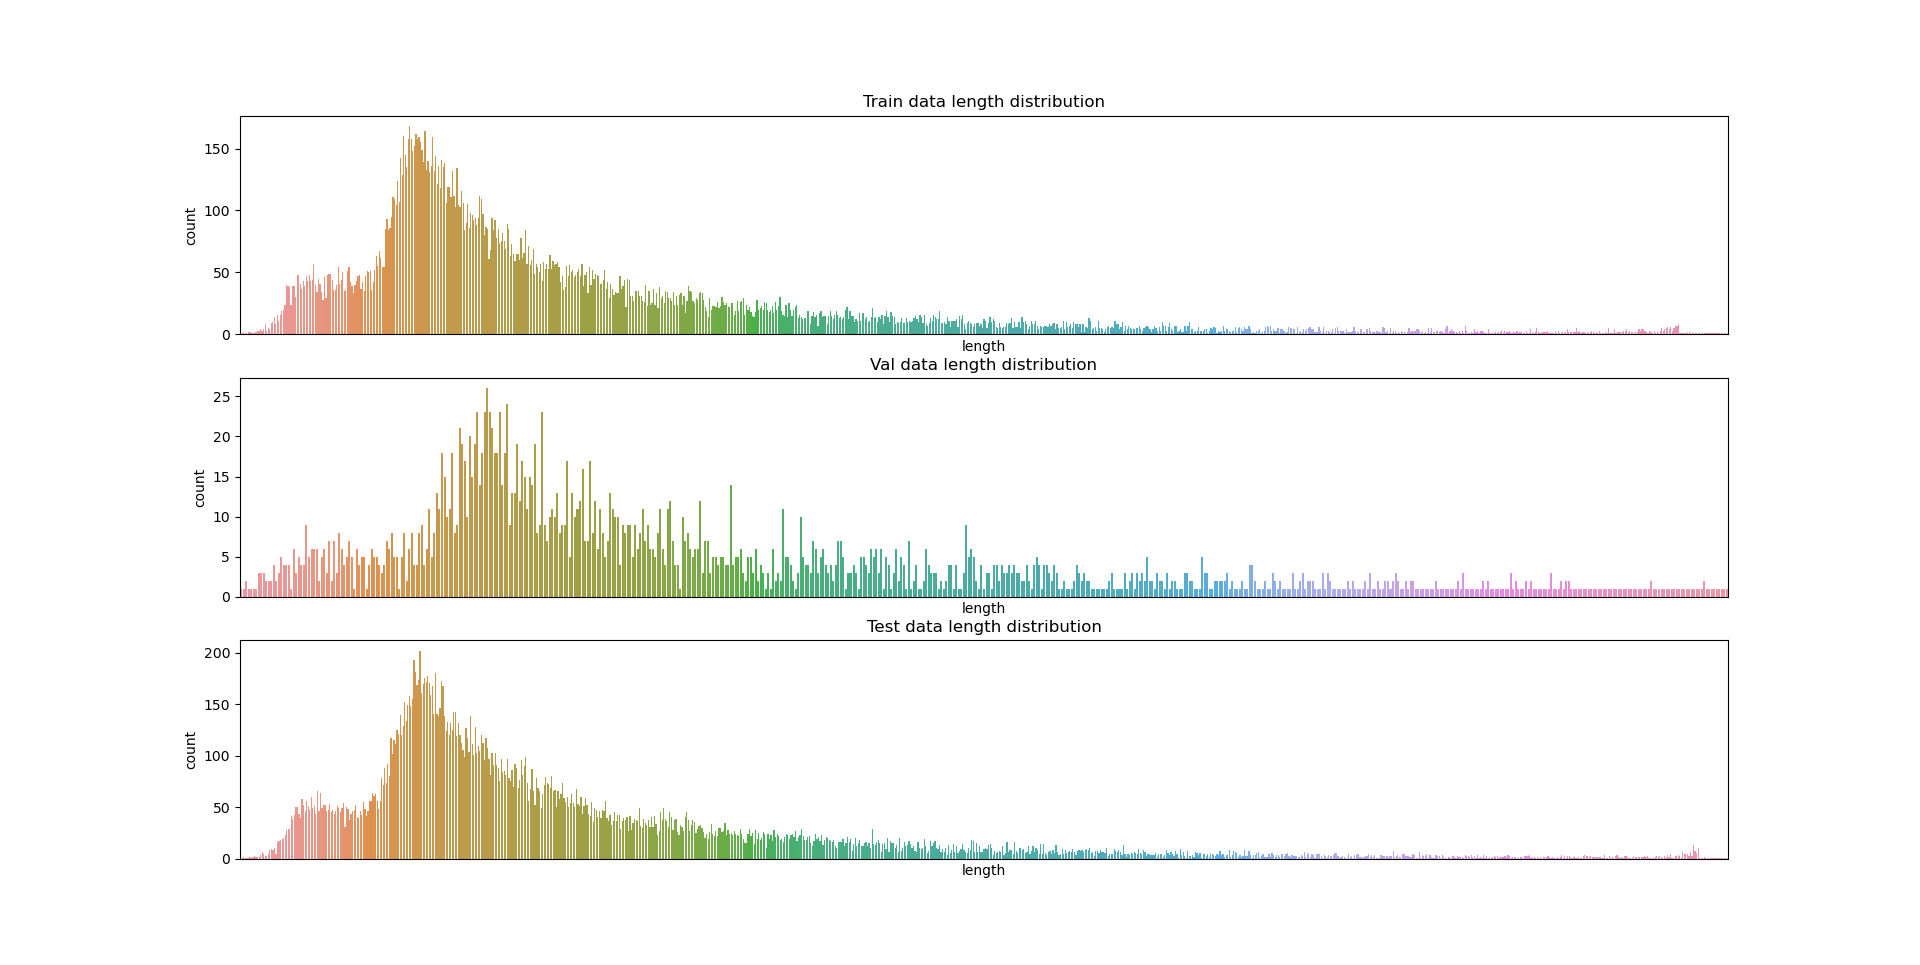 Train data length distribution
150
100
50
0
count
length
Val data length distribution
25
20
15
10
5
0
count
length
Test data length distribution
200
150
100
50
0
count
length